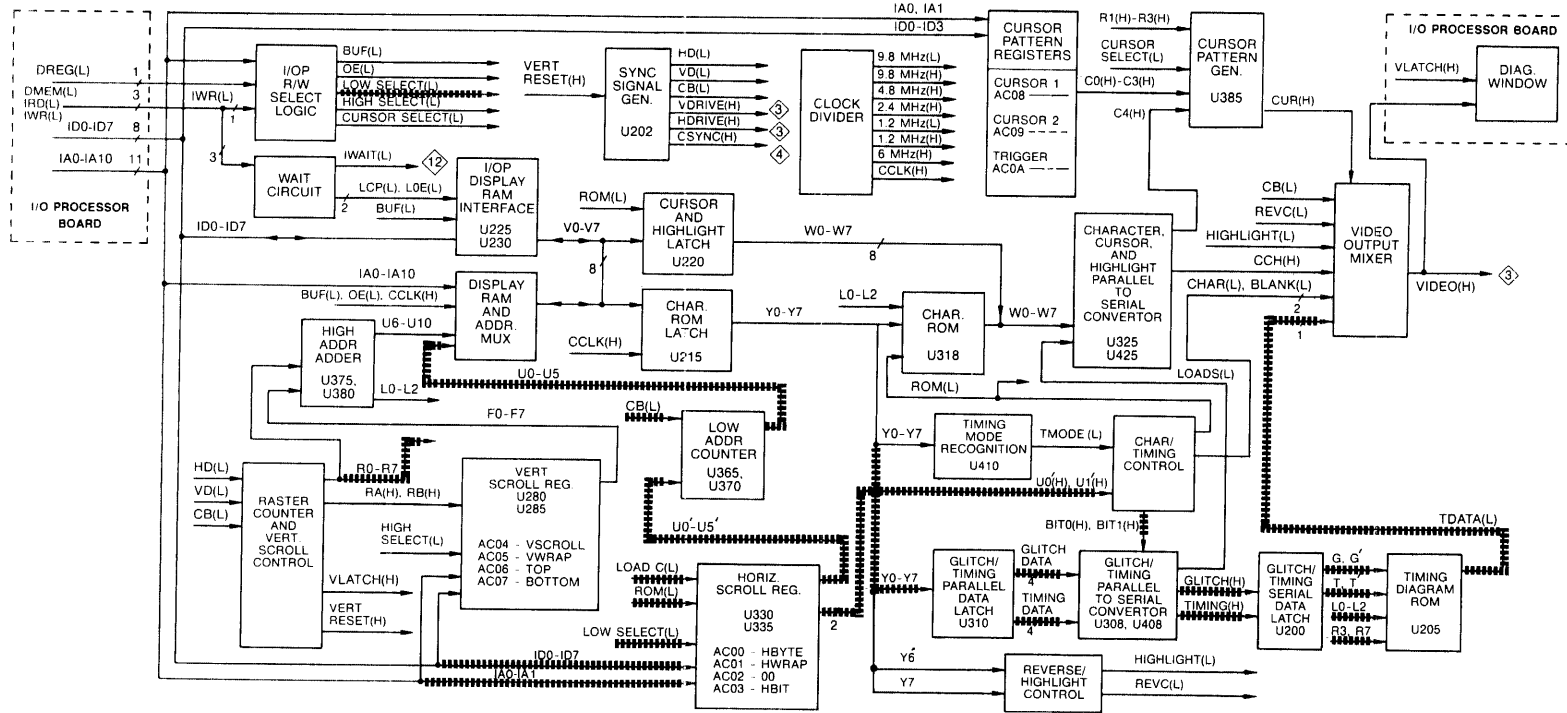 IA0, IA1
ID0-ID3
I/O PROCESSOR BOARD
DREG(L) 1
DMEM(L) 3
IRD(L)
IWR(L)
ID0-ID7 8
IA0-IA10 11
I/O PROCESSOR
BOARD
IWR(L)
1
3
I/OP
R/W
SELECT
LOGIC
BUF(L)
OE(L)
LOW SELECT(L)
HIGH SELECT(L)
CURSOR SELECT(L)
WAIT
CIRCUIT
IWAIT(L)
12
LCP(L), LOE(L)
2
BUF(L)
ID0-ID7
I/OP
DISPLAY
RAM
INTERFACE
U225
U230
VERT
RESET(H)
SYNC
SIGNAL
GEN.
U202
HD(L)
VD(L)
CB(L)
VDRIVE(H)
3
HDRIVE(H)
3
CSYNC(H)
4
CLOCK
DIVIDER
9.8 MHz(L)
9.8 MHz(H)
4.8 MHz(H)
2.4 MHz(H)
1.2 MHz(L)
1.2 MHz(H)
6 MHz(H)
CCLK(H)
CURSOR
PATTERN
REGISTERS
CURSOR 1
AC08
CURSOR 2
AC09
TRIGGER
AC0A
R1(H)-R3(H)
CURSOR
SELECT(L)
C0(H)-C3(H)
C4(H)
CURSOR
PATTERN
GEN.
U385
CUR(H)
VLATCH(H)
DIAG.
WINDOW
ROM(L)
V0-V7
8
CURSOR
AND
HIGHLIGHT
LATCH
U220
W0-W7
8
IA0-IA10
BUF(L), OE(L), CCLK(H)
U6-U10
DISPLAY
RAM
AND
ADDR.
MUX
CHAR.
ROM
LATCH
U215
CCLK(H)
Y0-Y7
L0-L2
CHAR.
ROM
U318
W0-W7
ROM(L)
CHARACTER,
CURSOR,
AND
HIGHLIGHT
PARALLEL
TO
SERIAL
CONVERTOR
U325
U425
LOADS(L)
CB(L)
REVC(L)
HIGHLIGHT(L)
CCH(H)
CHAR(L), BLANK(L)
2
1
VIDEO
OUTPUT
MIXER
3
VIDEO(H)
HIGH
ADDR
ADDER
U375,
U380
L0-L2
U0-U5
F0-F7
CB(L)
LOW
ADDR
COUNTER
U365,
U370
U0'-U5'
Y0-Y7
TIMING
MODE
RECOGNITION
U410
TMODE (L)
CHAR/
TIMING
CONTROL
U0'(H), U1'(H)
BIT0(H), BIT1(H)
TDATA(L)
HD(L)
VD(L)
CB(L)
RASTER
COUNTER
AND
VERT.
SCROLL
CONTROL
R0-R7
RA(H), RB(H)
HIGH
SELECT(L)
VLATCH(H)
VERT
RESET(H)
VERT
SCROLL REG.
U280
U285
AC04 - VSCROLL
AC05 - VWRAP
AC06 - TOP
AC07 - BOTTOM
LOAD C(L)
ROM(L)
LOW SELECT(L)
ID0-ID7
IA0-IA1
HORIZ.
SCROLL REG.
U330
U335
AC00 - HBYTE
AC01 - HWRAP
AC02 - 00
AC03 - HBIT
2
Y0-Y7
GLITCH/
TIMING
PARALLEL
DATA
LATCH
U310
GLITCH
DATA
4
TIMING
DATA
4
GLITCH/
TIMING
PARALLEL
TO SERIAL
CONVERTOR
U308, U408
GLITCH(H)
TIMING(H)
GLITCH/
TIMING
SERIAL
DATA
LATCH
U200
G, G'
T, T'
L0-L2
R3, R7
TIMING
DIAGRAM
ROM
U205
Y6
Y7
REVERSE/
HIGHLIGHT
CONTROL
HIGHLIGHT(L)
REVC(L)